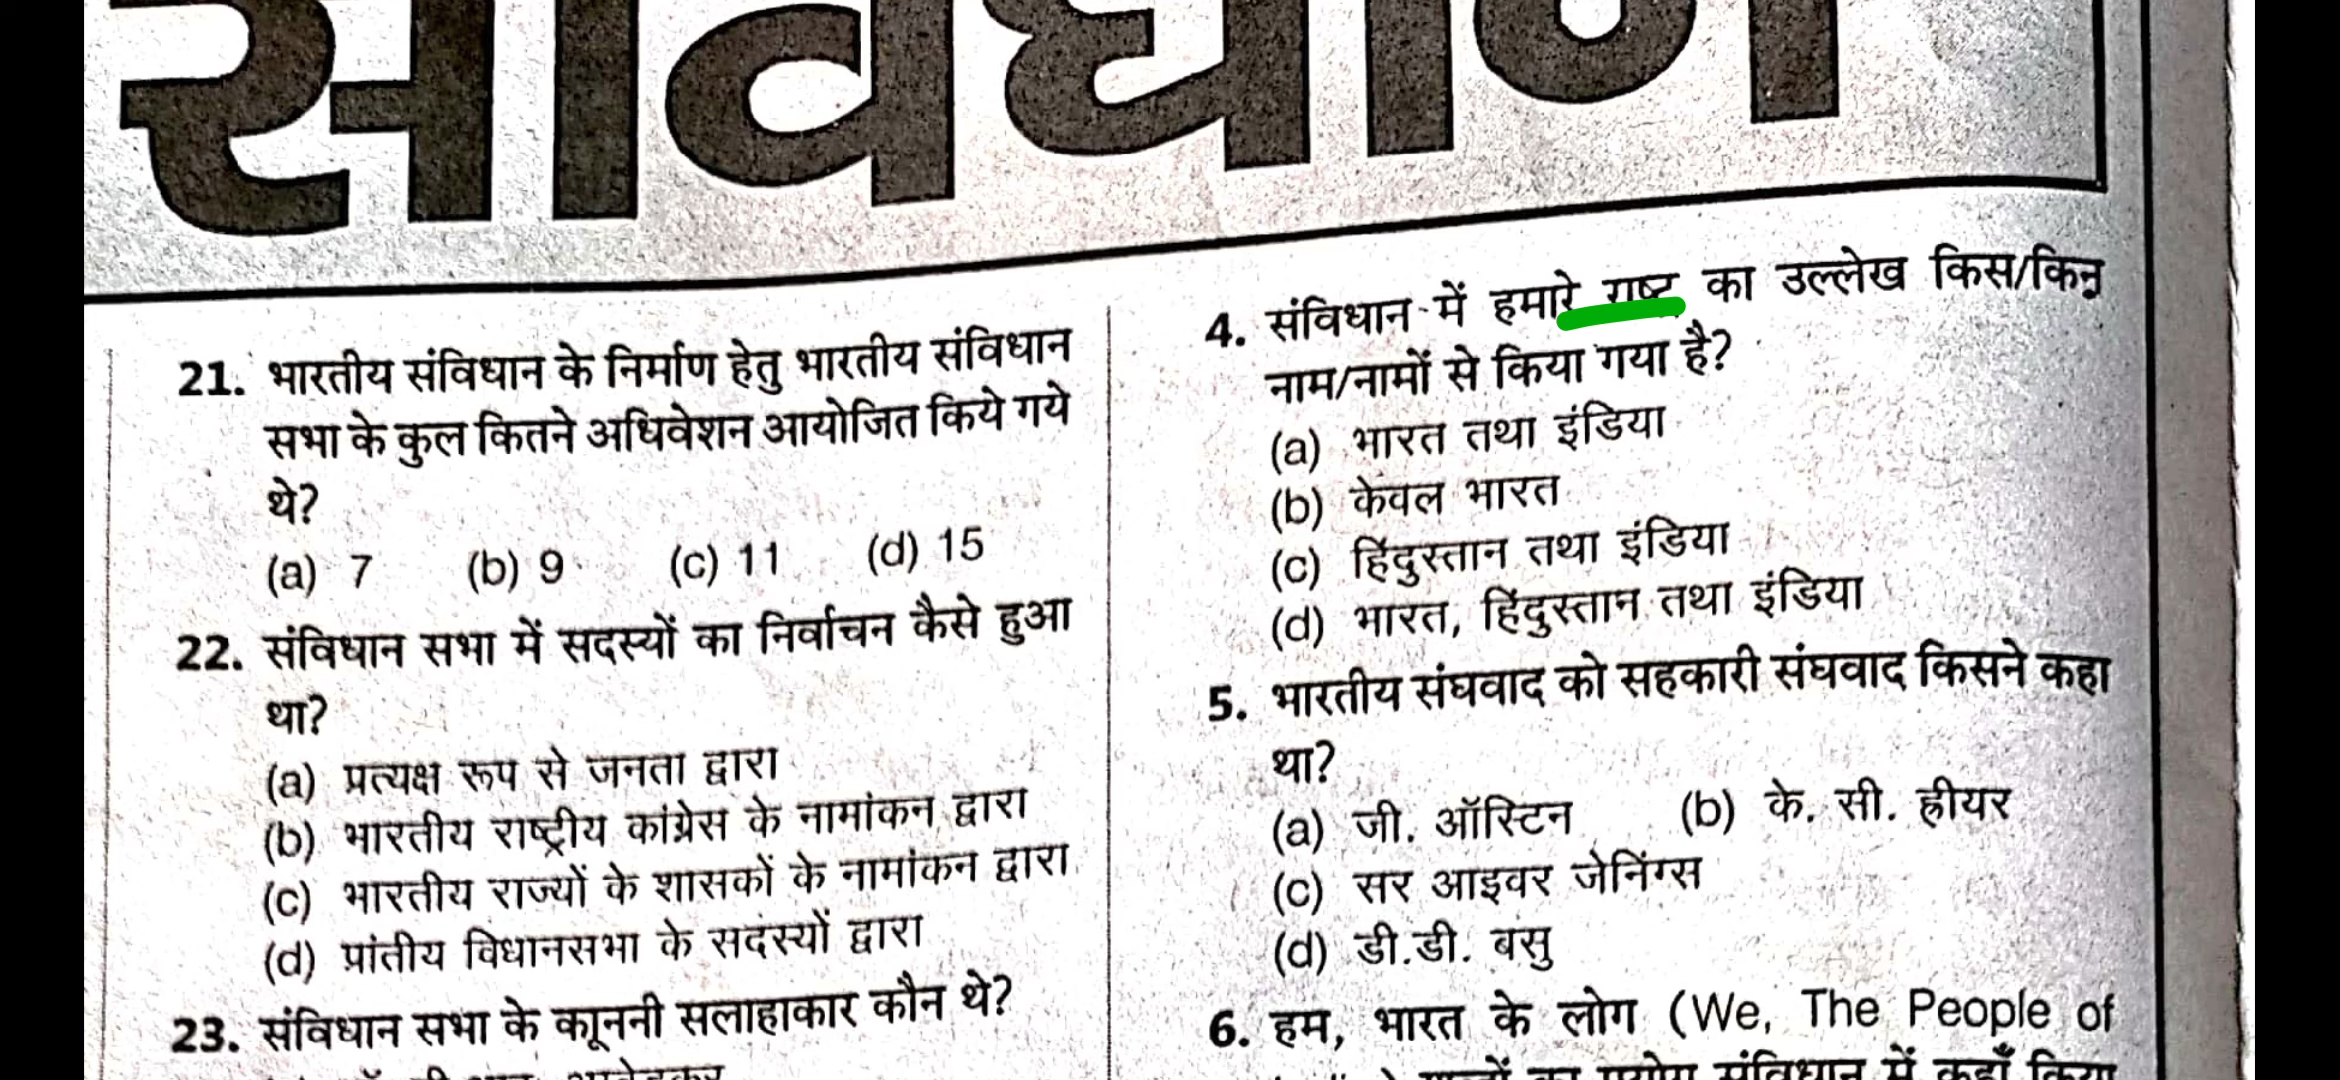 संविधान
21. भारतीय संविधान के निर्माण हेतु भारतीय संविधान
सभा के कुल कितने अधिवेशन आयोजित किये गये
थे?
(a) 7 (b) 9 (c) 11 (d) 15
22. संविधान सभा में सदस्यों का निर्वाचन कैसे हुआ
था?
(a) प्रत्यक्ष रूप से जनता द्वारा
(b) भारतीय राष्ट्रीय कांग्रेस के नामांकन द्वारा
(c) भारतीय राज्यों के शासकों के नामांकन द्वारा
(d) प्रांतीय विधानसभा के सदस्यों द्वारा
23. संविधान सभा के काूननी सलाहाकार कौन थे?
4. संविधान में हमारे राष्ट्र का उल्लेख किस/किन
नाम/नामों से किया गया है?
(a) भारत तथा इंडिया
(b) केवल भारत
(c) हिंदुस्तान तथा इंडिया
(d) भारत, हिंदुस्तान तथा इंडिया
5. भारतीय संघवाद को सहकारी संघवाद किसने कहा
था?
(a) जी. ऑस्टिन (b) के. सी. ह्वीयर
(c) सर आइवर जेनिंग्स
(d) डी.डी. बसु
6. हम, भारत के लोग (We, The People of
संविधान में कहाँ किया